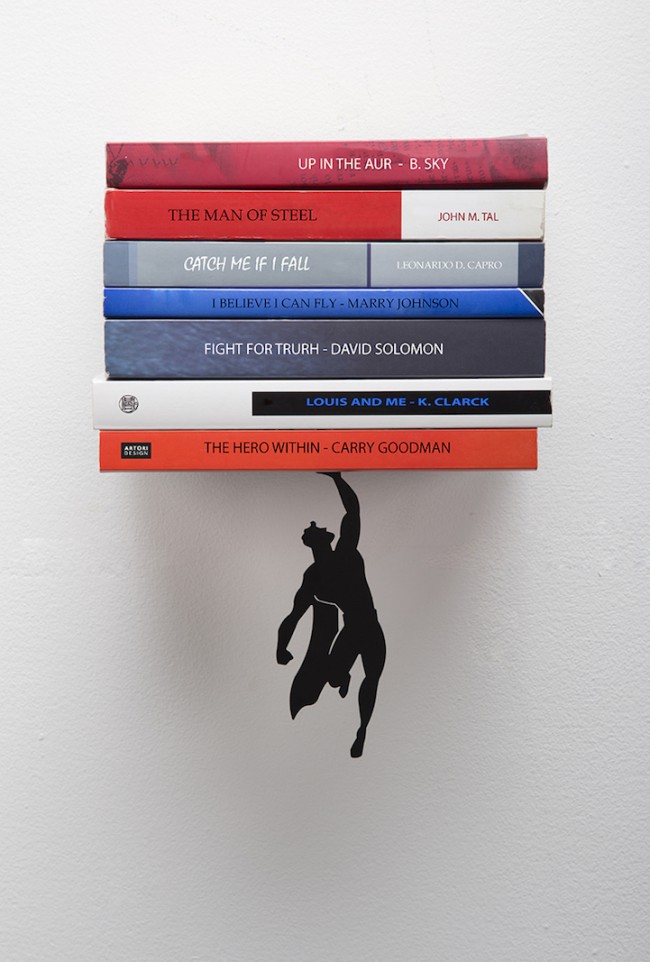 UP IN THE AUR - B. SKY
THE MAN OF STEEL JOHN M. TAL
CATCH ME IF I FALL LEONARDO D. CAPRO
I BELIEVE I CAN FLY - MARRY JOHNSON
FIGHT FOR TRURH - DAVID SOLOMON
LOUIS AND ME - K. CLARCK
ARTORI
DESIGN
THE HERO WITHIN - CARRY GOODMAN